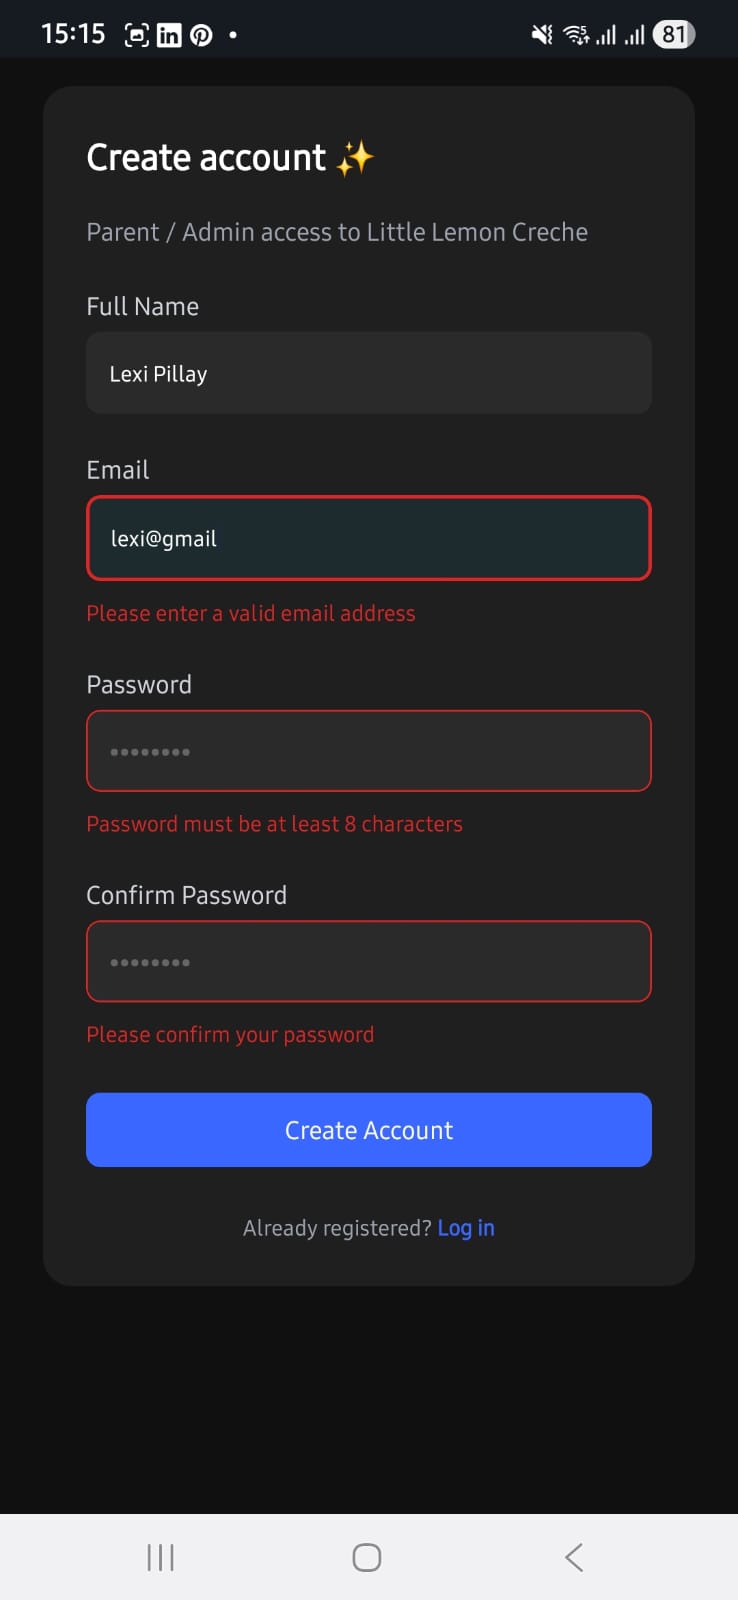 15:15
81
Create account ✨
Parent / Admin access to Little Lemon Creche
Full Name
Lexi Pillay
Email
lexi@gmail
Please enter a valid email address
Password
••••••••
Password must be at least 8 characters
Confirm Password
••••••••
Please confirm your password
Create Account
Already registered? Log in